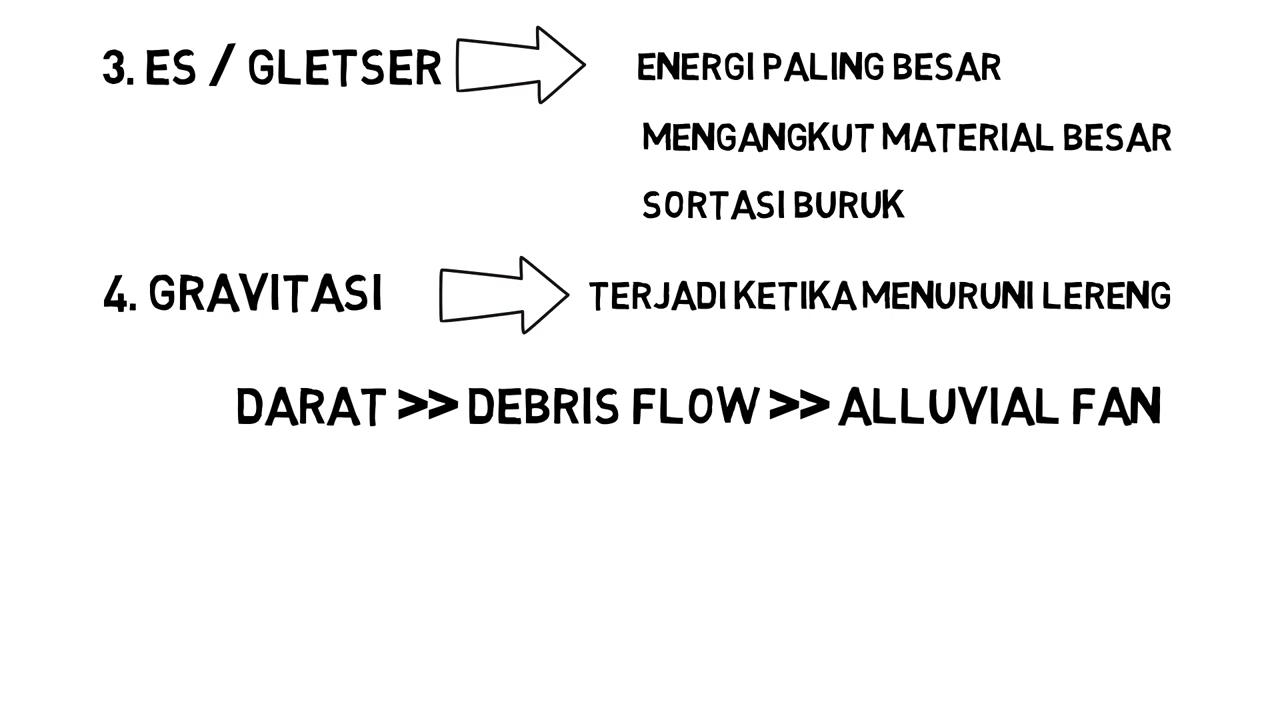 3. ES / GLETSER ENERGI PALING BESAR
MENGANGKUT MATERIAL BESAR
SORTASI BURUK
4. GRAVITASI TERJADI KETIKA MENURUNI LERENG
DARAT >> DEBRIS FLOW >> ALLUVIAL FAN